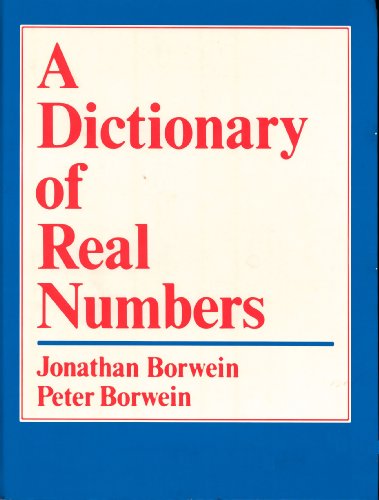 A
Dictionary
of
Real
Numbers
Jonathan Borwein
Peter Borwein